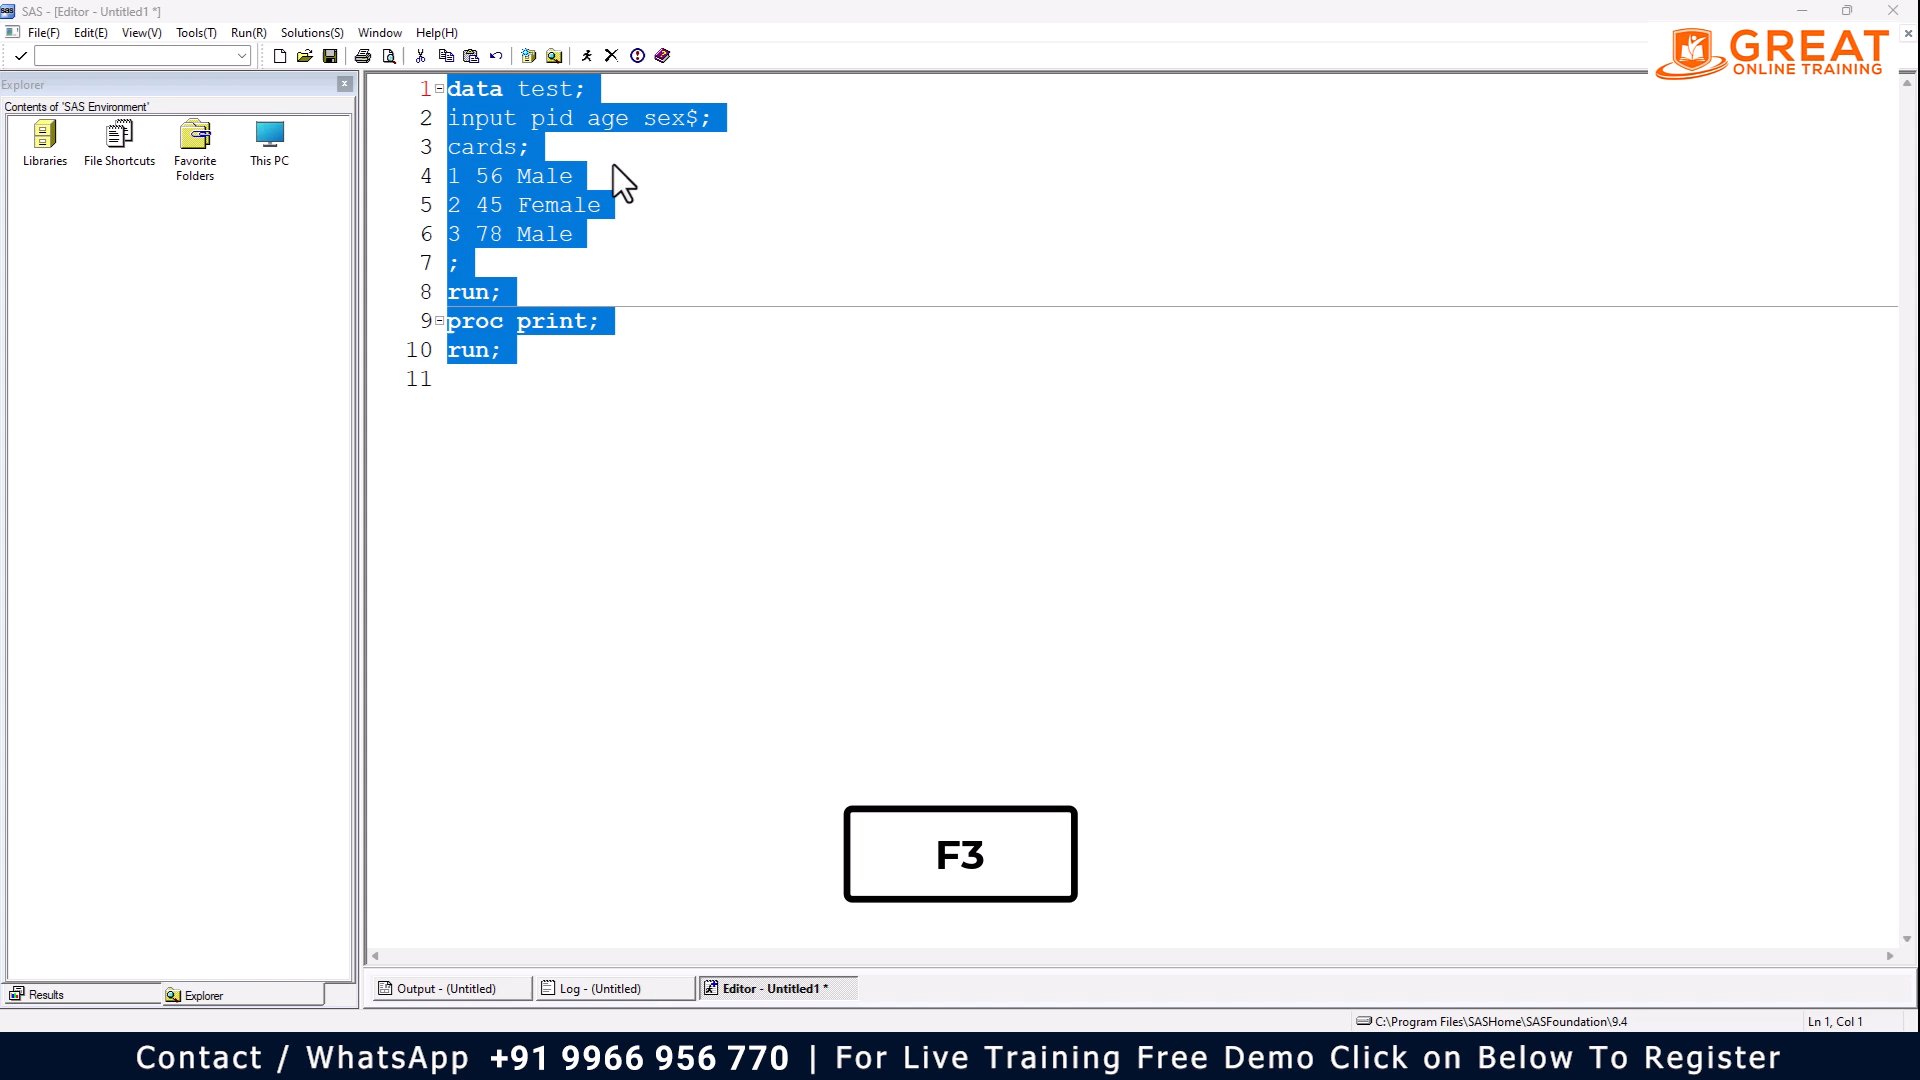 SAS - [Editor - Untitled1 *]
File(F) Edit(E) View(V) Tools(T) Run(R) Solutions(S) Window Help(H)
GREAT
ONLINE TRAINING
Explorer
Contents of 'SAS Environment'
Libraries
File Shortcuts
Favorite
Folders
This PC
1 data test;
2 input pid age sex$;
3 cards;
4 1 56 Male
5 2 45 Female
6 3 78 Male
7 ;
8 run;
9 proc print;
10 run;
11
F3
Results
Explorer
Output - (Untitled)
Log - (Untitled)
Editor - Untitled1 *
C:\Program Files\SASHome\SASFoundation\9.4
Ln 1, Col 1
Contact / WhatsApp +91 9966 956 770 | For Live Training Free Demo Click on Below To Register